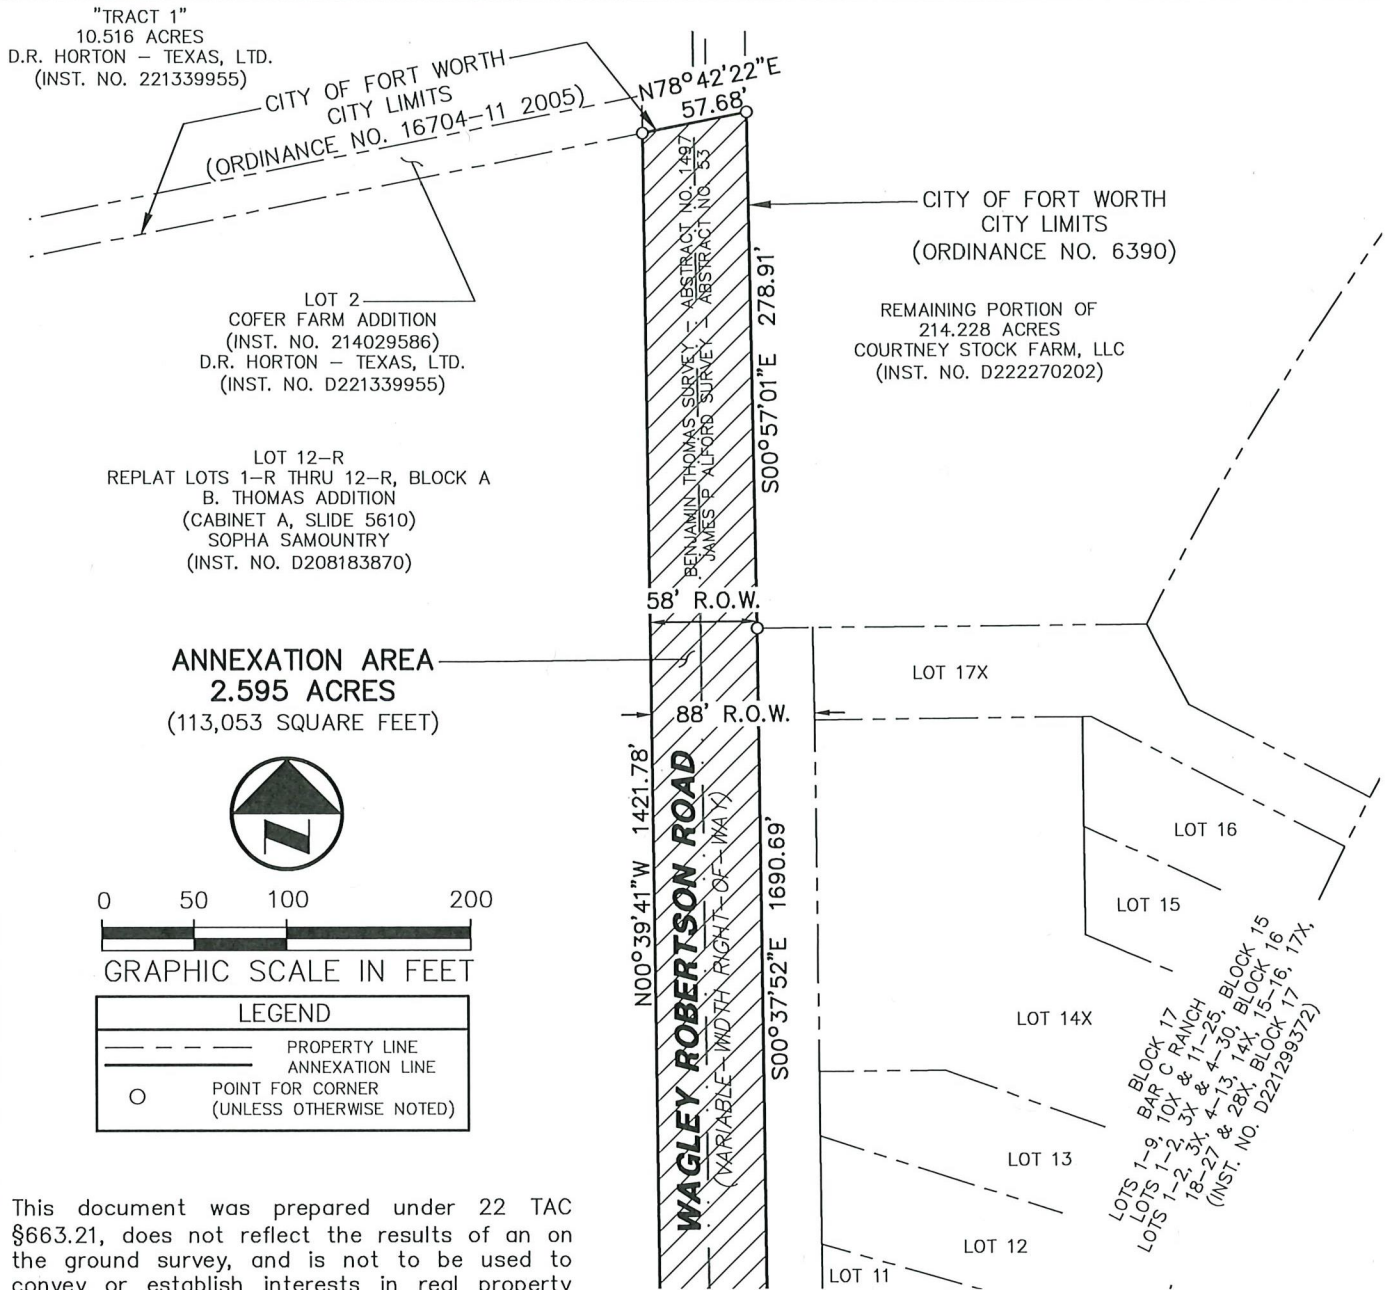 "TRACT 1"
10.516 ACRES
D.R. HORTON – TEXAS, LTD.
(INST. NO. 221339955)
CITY OF FORT WORTH
CITY LIMITS
(ORDINANCE NO. 16704-11 2005)
N78°42'22"E
57.68'
CITY OF FORT WORTH
CITY LIMITS
(ORDINANCE NO. 6390)
LOT 2
COFER FARM ADDITION
(INST. NO. 214029586)
D.R. HORTON – TEXAS, LTD.
(INST. NO. D221339955)
BENJAMIN THOMAS SURVEY – ABSTRACT NO. 1497
JAMES P ALFORD SURVEY – ABSTRACT NO. 53
S00°57'01"E 278.91'
REMAINING PORTION OF
214.228 ACRES
COURTNEY STOCK FARM, LLC
(INST. NO. D222270202)
LOT 12-R
REPLAT LOTS 1-R THRU 12-R, BLOCK A
B. THOMAS ADDITION
(CABINET A, SLIDE 5610)
SOPHA SAMOUNTRY
(INST. NO. D208183870)
58' R.O.W.
ANNEXATION AREA
2.595 ACRES
(113,053 SQUARE FEET)
88' R.O.W.
LOT 17X
N
N00°39'41"W 1421.78'
WAGLEY ROBERTSON ROAD
(VARIABLE-WIDTH RIGHT-OF-WAY)
S00°37'52"E 1690.69'
LOT 16
LOT 15
LOT 14X
LOT 13
LOT 12
LOT 11
BLOCK 17
BAR C RANCH
LOTS 1-9, 10X & 11-25, BLOCK 15
LOTS 1-2, 3X & 4-30, BLOCK 16
LOTS 1-2, 3X, 4-13, 14X, 15-16, 17X,
18-27 & 28X, BLOCK 17
(INST. NO. D221299372)
0 50 100 200
GRAPHIC SCALE IN FEET
LEGEND
PROPERTY LINE
ANNEXATION LINE
POINT FOR CORNER
(UNLESS OTHERWISE NOTED)
This document was prepared under 22 TAC
§663.21, does not reflect the results of an on
the ground survey, and is not to be used to
convey or establish interests in real property